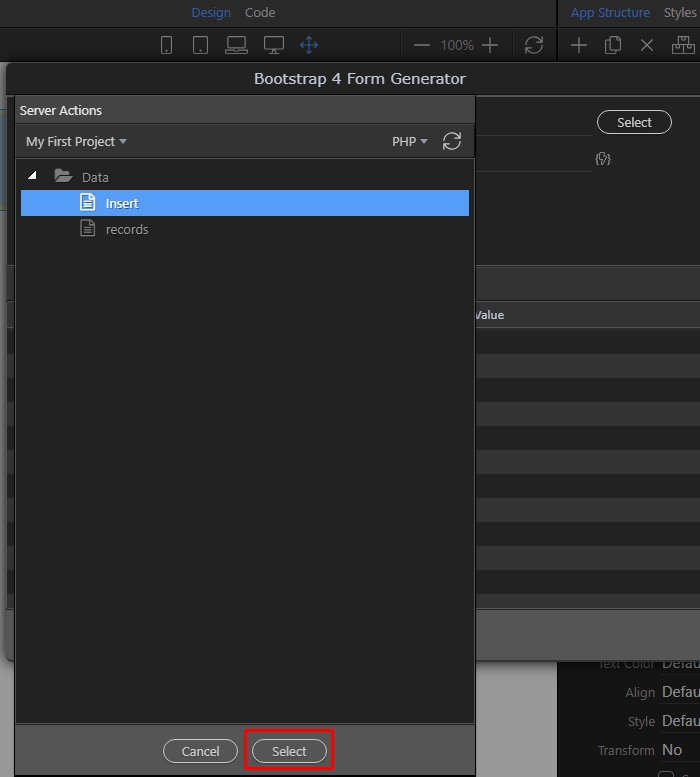 Design Code
App Structure Styles
100%
Bootstrap 4 Form Generator
Server Actions
Select
My First Project
PHP
Data
Insert
records
Value
Text Color Defau
Align Defau
Style Defau
Transform No
Cancel Select